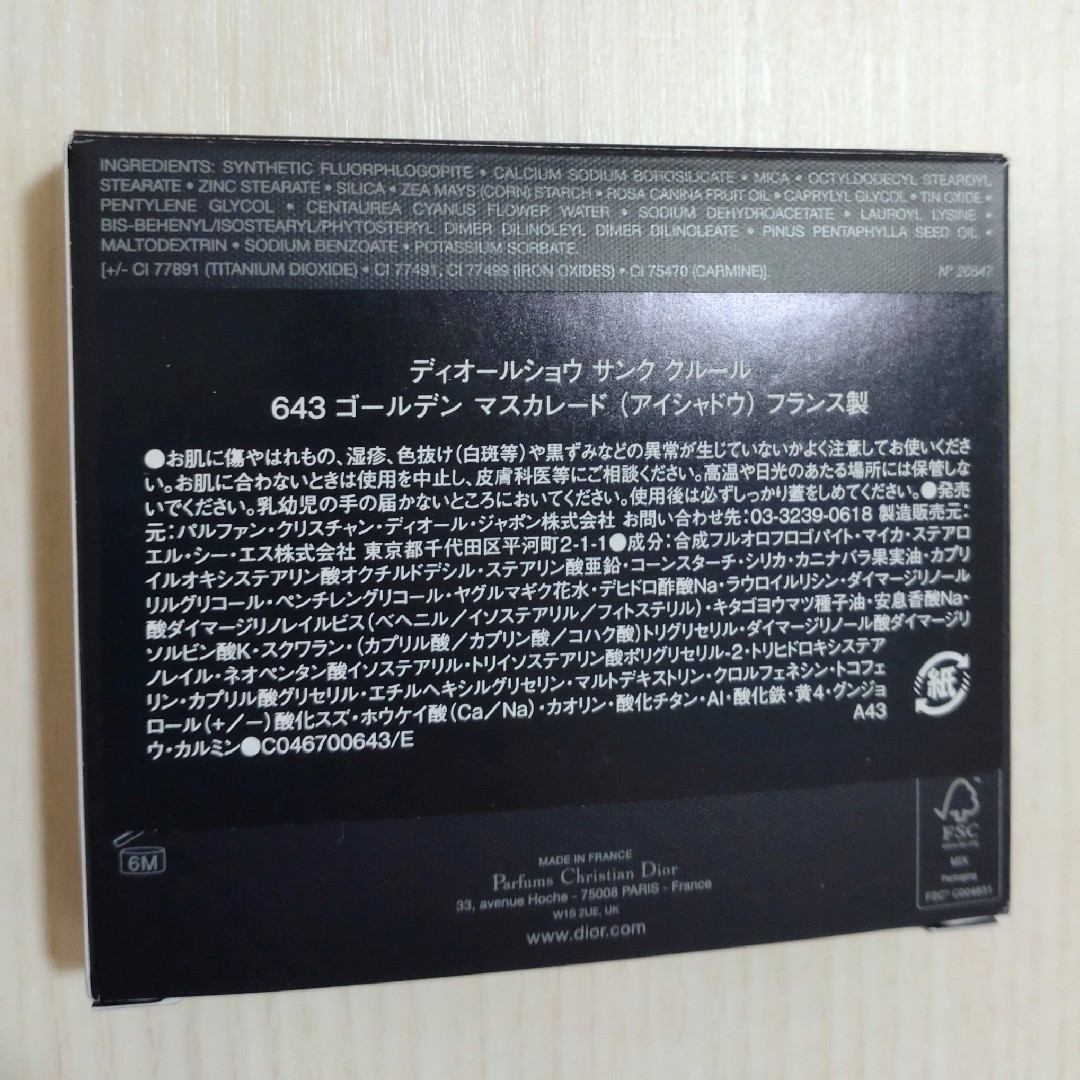 INGREDIENTS: SYNTHETIC FLUORPHLOGOPITE • CALCIUM SODIUM BOROSILICATE • MICA • OCTYLDODECYL STEAROYL
STEARATE • ZINC STEARATE • SILICA • ZEA MAYS (CORN) STARCH • ROSA CANINA FRUIT OIL • CAPRYLYL GLYCOL • TIN OXIDE •
PENTYLENE GLYCOL • CENTAUREA CYANUS FLOWER WATER • SODIUM DEHYDROACETATE • LAUROYL LYSINE •
BIS-BEHENYL/ISOSTEARYL/PHYTOSTERYL DIMER DILINOLEYL DIMER DILINOLEATE • PINUS PENTAPHYLLA SEED OIL •
MALTODEXTRIN • SODIUM BENZOATE • POTASSIUM SORBATE.
[+/- CI 77891 (TITANIUM DIOXIDE) • CI 77491, CI 77499 (IRON OXIDES) • CI 75470 (CARMINE)]. N° 20547
ディオールショウ サンク クルール
643 ゴールデン マスカレード (アイシャドウ) フランス製
●お肌に傷やはれもの、湿疹、色抜け(白斑等)や黒ずみなどの異常が生じていないかよく注意してお使いくださ
い。お肌に合わないときは使用を中止し、皮膚科医等にご相談ください。高温や日光のあたる場所には保管しな
いでください。乳幼児の手の届かないところにおいてください。使用後は必ずしっかり蓋をしめてください。●発売
元:パルファン・クリスチャン・ディオール・ジャポン株式会社 お問い合わせ先:03-3239-0618 製造販売元:
エル・シー・エス株式会社 東京都千代田区平河町2-1-1●成分:合成フルオロフロゴパイト・マイカ・ステアロ
イルオキシステアリン酸オクチルドデシル・ステアリン酸亜鉛・コーンスターチ・シリカ・カニナバラ果実油・カプリ
リルグリコール・ペンチレングリコール・ヤグルマギク花水・デヒドロ酢酸Na・ラウロイルリシン・ダイマージリノール
酸ダイマージリノレイルビス(ベヘニル/イソステアリル/フィトステリル)・キタゴヨウマツ種子油・安息香酸Na・
ソルビン酸K・スクワラン・(カプリル酸/カプリン酸/コハク酸)トリグリセリル・ダイマージリノール酸ダイマージリ
ノレイル・ネオペンタン酸イソステアリル・トリイソステアリン酸ポリグリセリル-2・トリヒドロキシステア
リン・カプリル酸グリセリル・エチルヘキシルグリセリン・マルトデキストリン・クロルフェネシン・トコフェ
ロール(+/-)酸化スズ・ホウケイ酸(Ca/Na)・カオリン・酸化チタン・Al・酸化鉄・黄4・グンジョ
ウ・カルミン●C046700643/E
A43
紙
6M
MADE IN FRANCE
Parfums Christian Dior
33, avenue Hoche - 75008 PARIS - France
W1S 2UE, UK
www.dior.com
FSC
MIX
Packaging